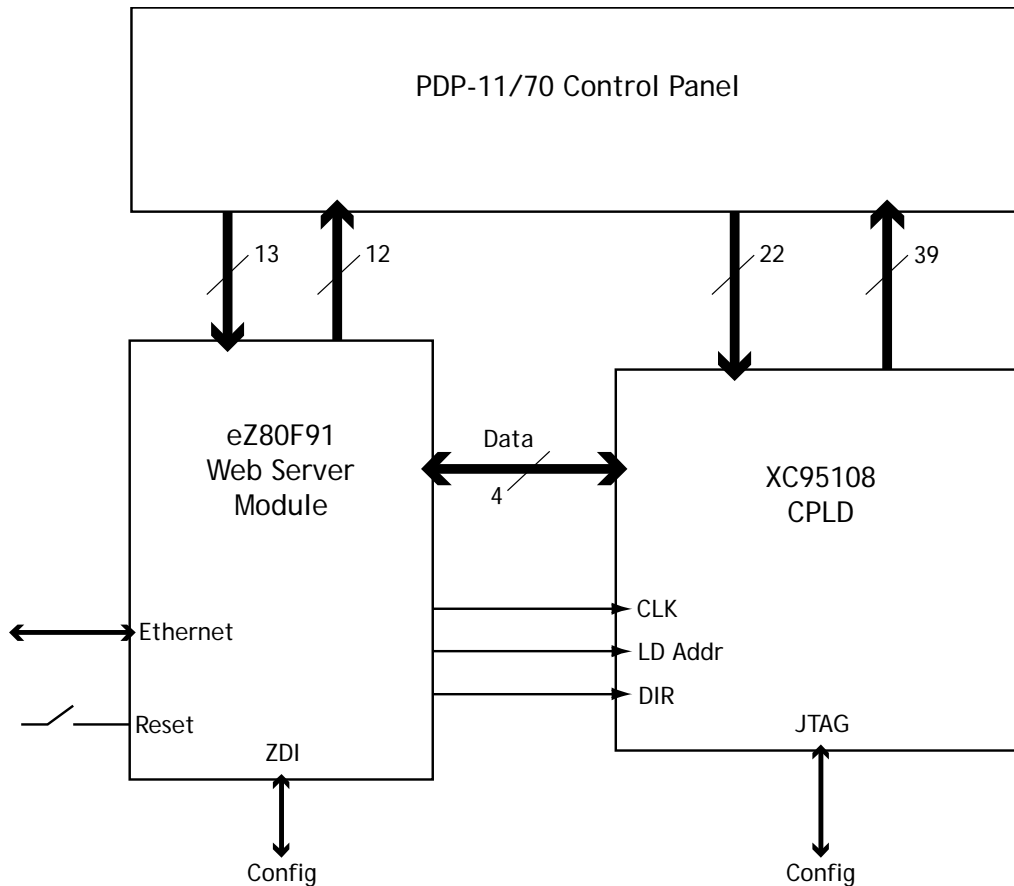 PDP-11/70 Control Panel
13
12
22
39
eZ80F91
Web Server
Module
Data
4
XC95108
CPLD
CLK
Ethernet
LD Addr
DIR
Reset
JTAG
ZDI
Config
Config